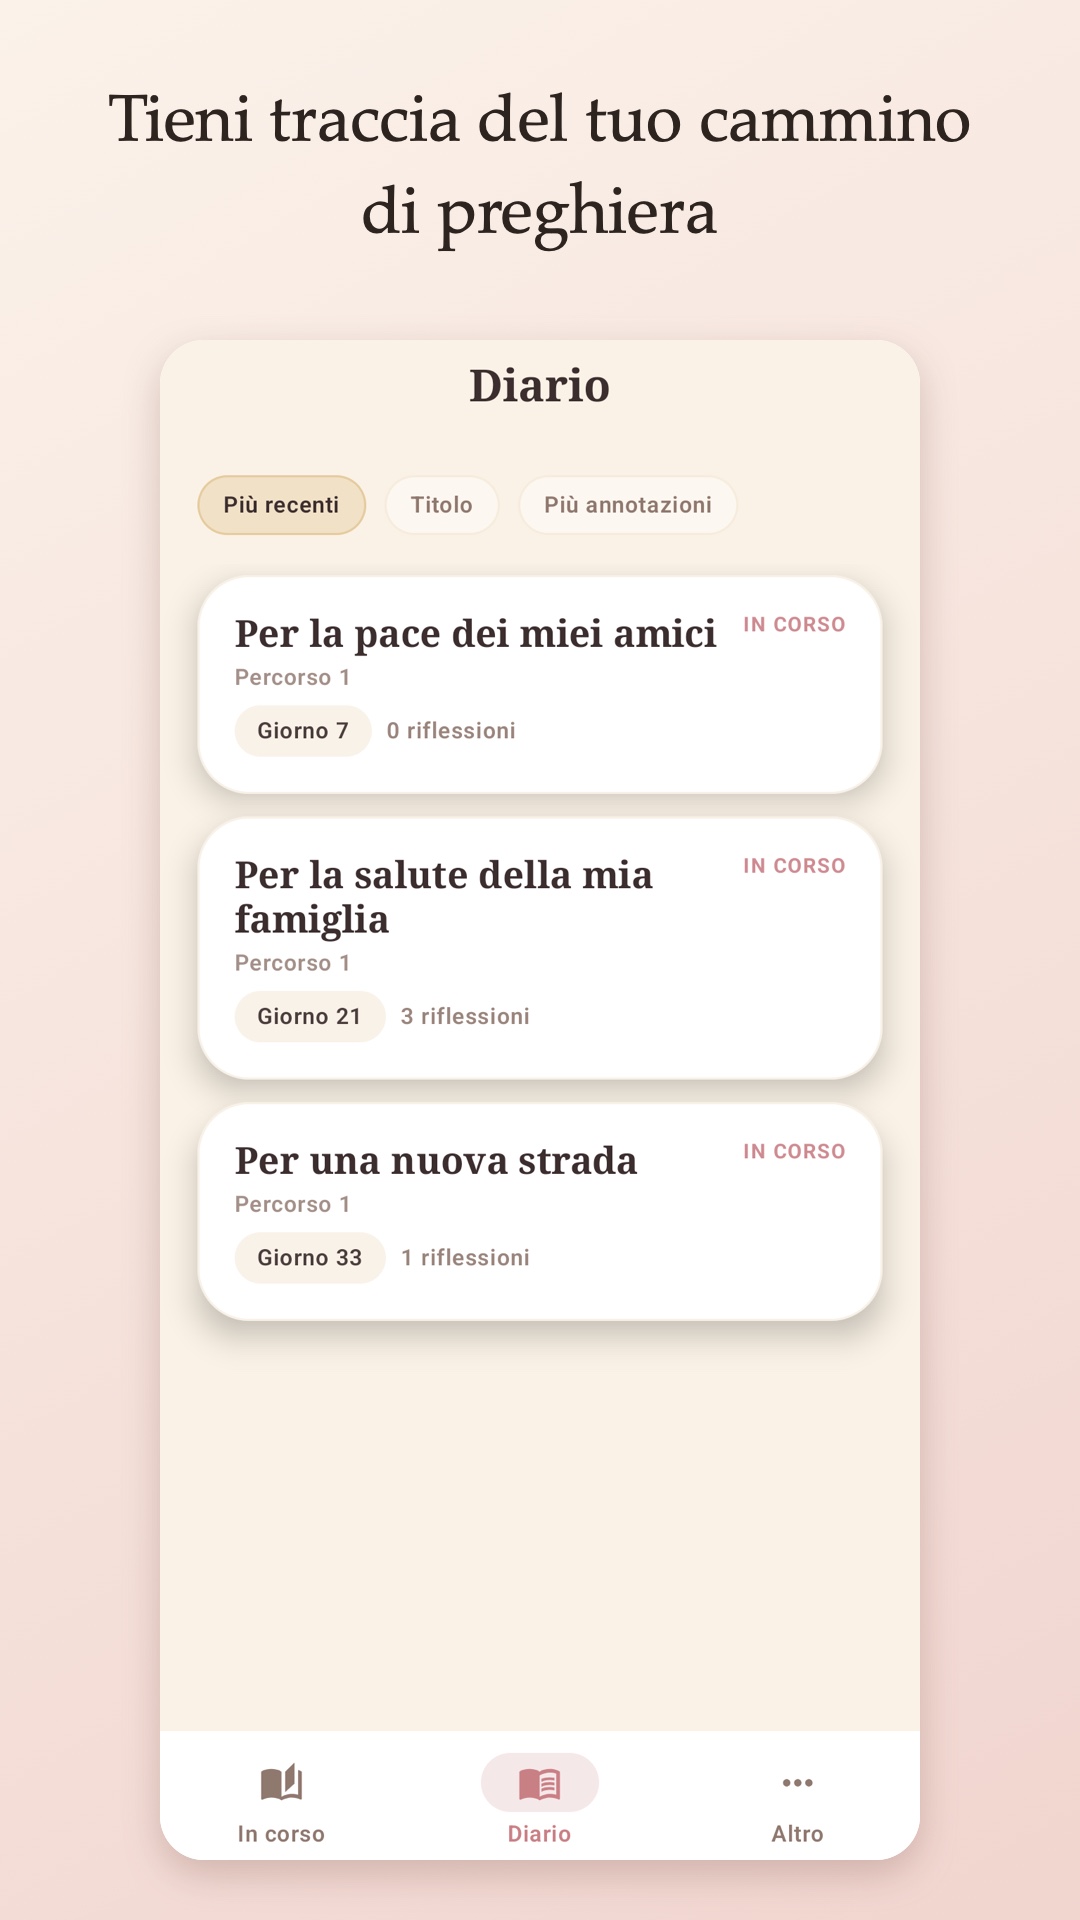 Tieni traccia del tuo cammino
di preghiera
Diario
Più recenti
Titolo
Più annotazioni
Per la pace dei miei amici
IN CORSO
Percorso 1
Giorno 7
0 riflessioni
Per la salute della mia
famiglia
IN CORSO
Percorso 1
Giorno 21
3 riflessioni
Per una nuova strada
IN CORSO
Percorso 1
Giorno 33
1 riflessioni
In corso
Diario
Altro